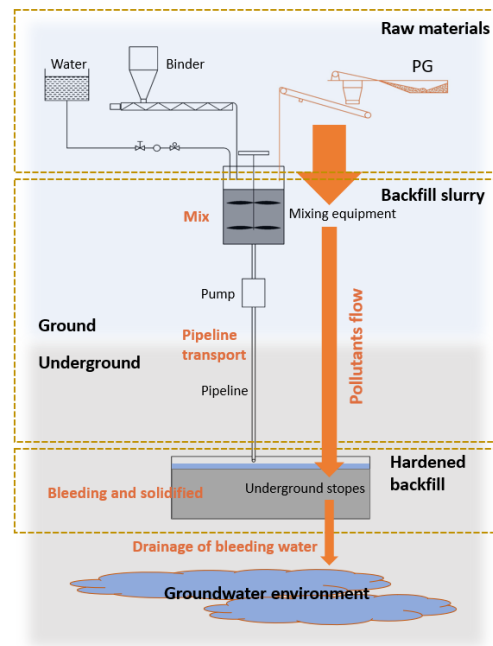 Raw materials
Water
Binder
PG
Backfill slurry
Mix
Mixing equipment
Pump
Ground
Pipeline
transport
Pollutants flow
Underground
Pipeline
Hardened
backfill
Bleeding and solidified
Underground stopes
Drainage of bleeding water
Groundwater environment